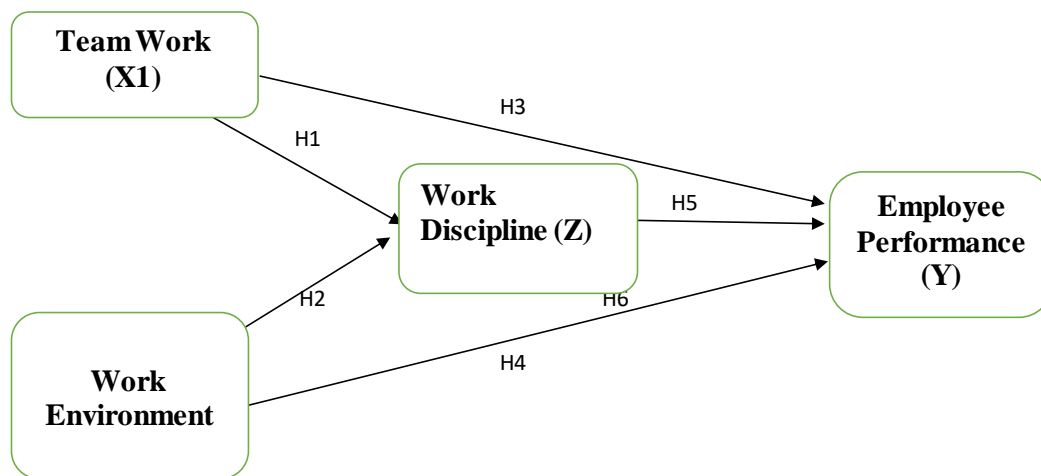 Team Work
(X1)
H3
H1
Work
Discipline (Z)
H5
Employee
Performance
(Y)
H2
H6
H4
Work
Environment